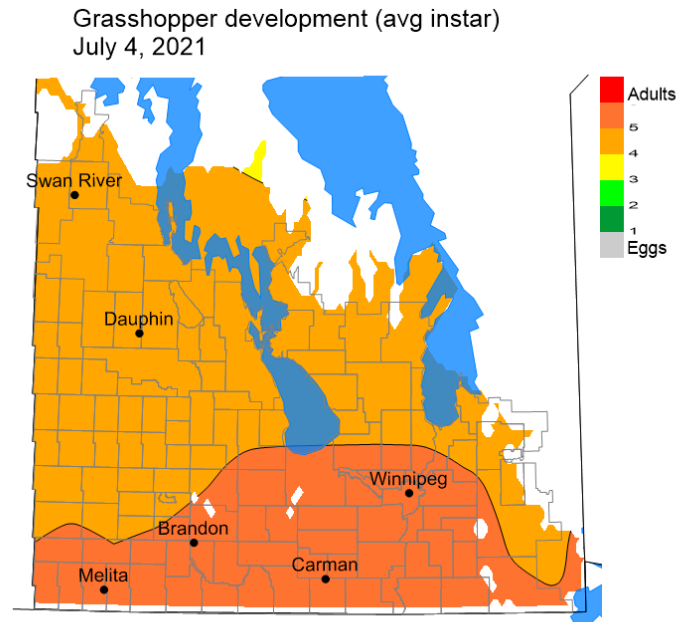 Grasshopper development (avg instar)
July 4, 2021
Adults
5
4
3
2
1
Eggs
Swan River
Dauphin
Winnipeg
Brandon
Carman
Melita